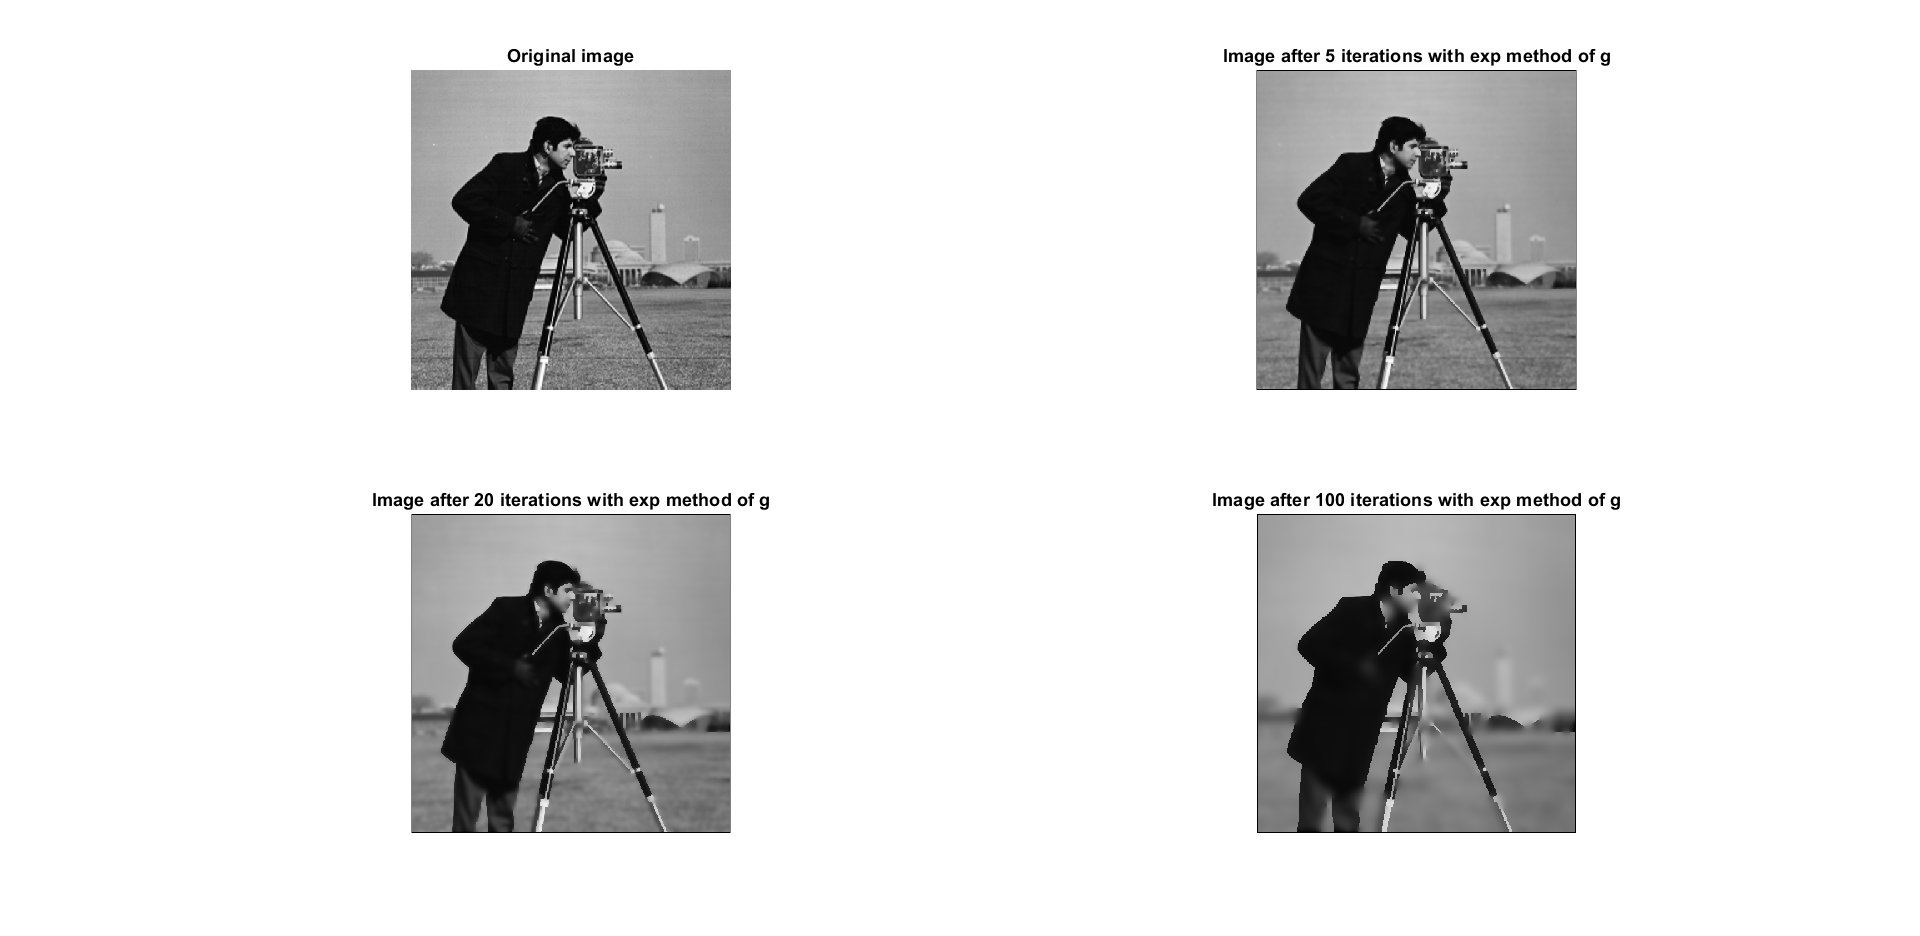 Original image
Image after 5 iterations with exp method of g
Image after 20 iterations with exp method of g
Image after 100 iterations with exp method of g